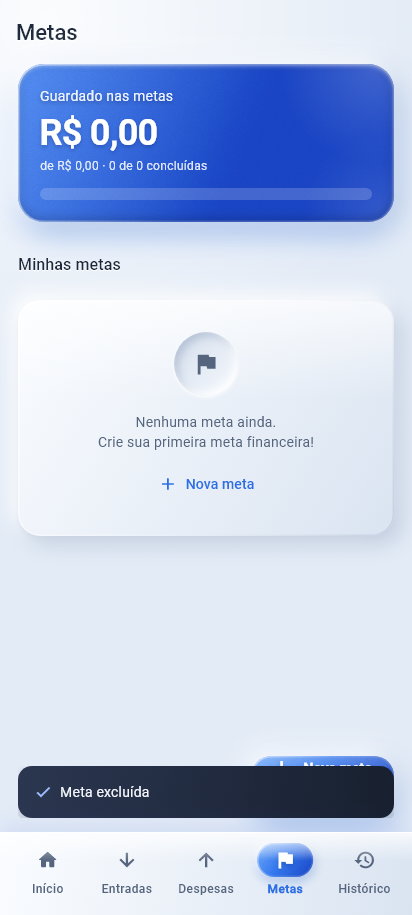 Metas
Guardado nas metas
R$ 0,00
de R$ 0,00 · 0 de 0 concluídas
Minhas metas
Nenhuma meta ainda.
Crie sua primeira meta financeira!
Nova meta
Meta excluída
Início
Entradas
Despesas
Metas
Histórico